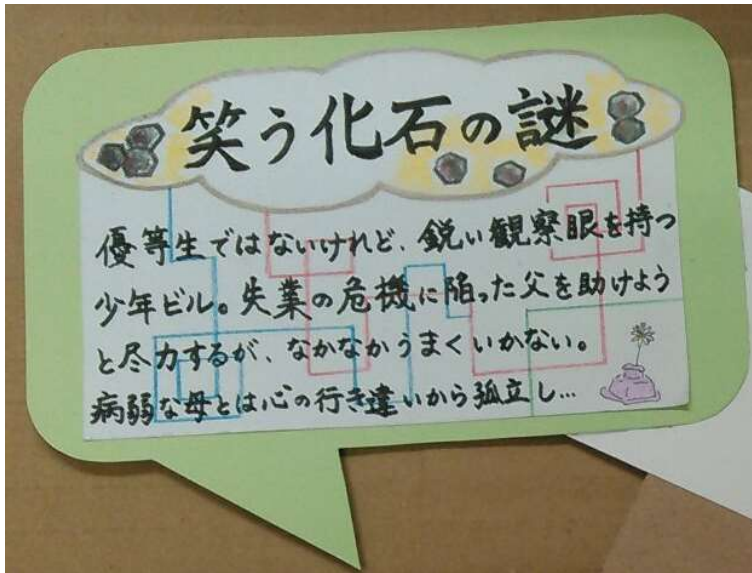 笑う化石の謎
優等生ではないけれど、鋭い観察眼を持つ
少年ビル。失業の危機に陥った父を助けよう
と尽力するが、なかなかうまくいかない。
病弱な母とは心の行き違いから孤立し…